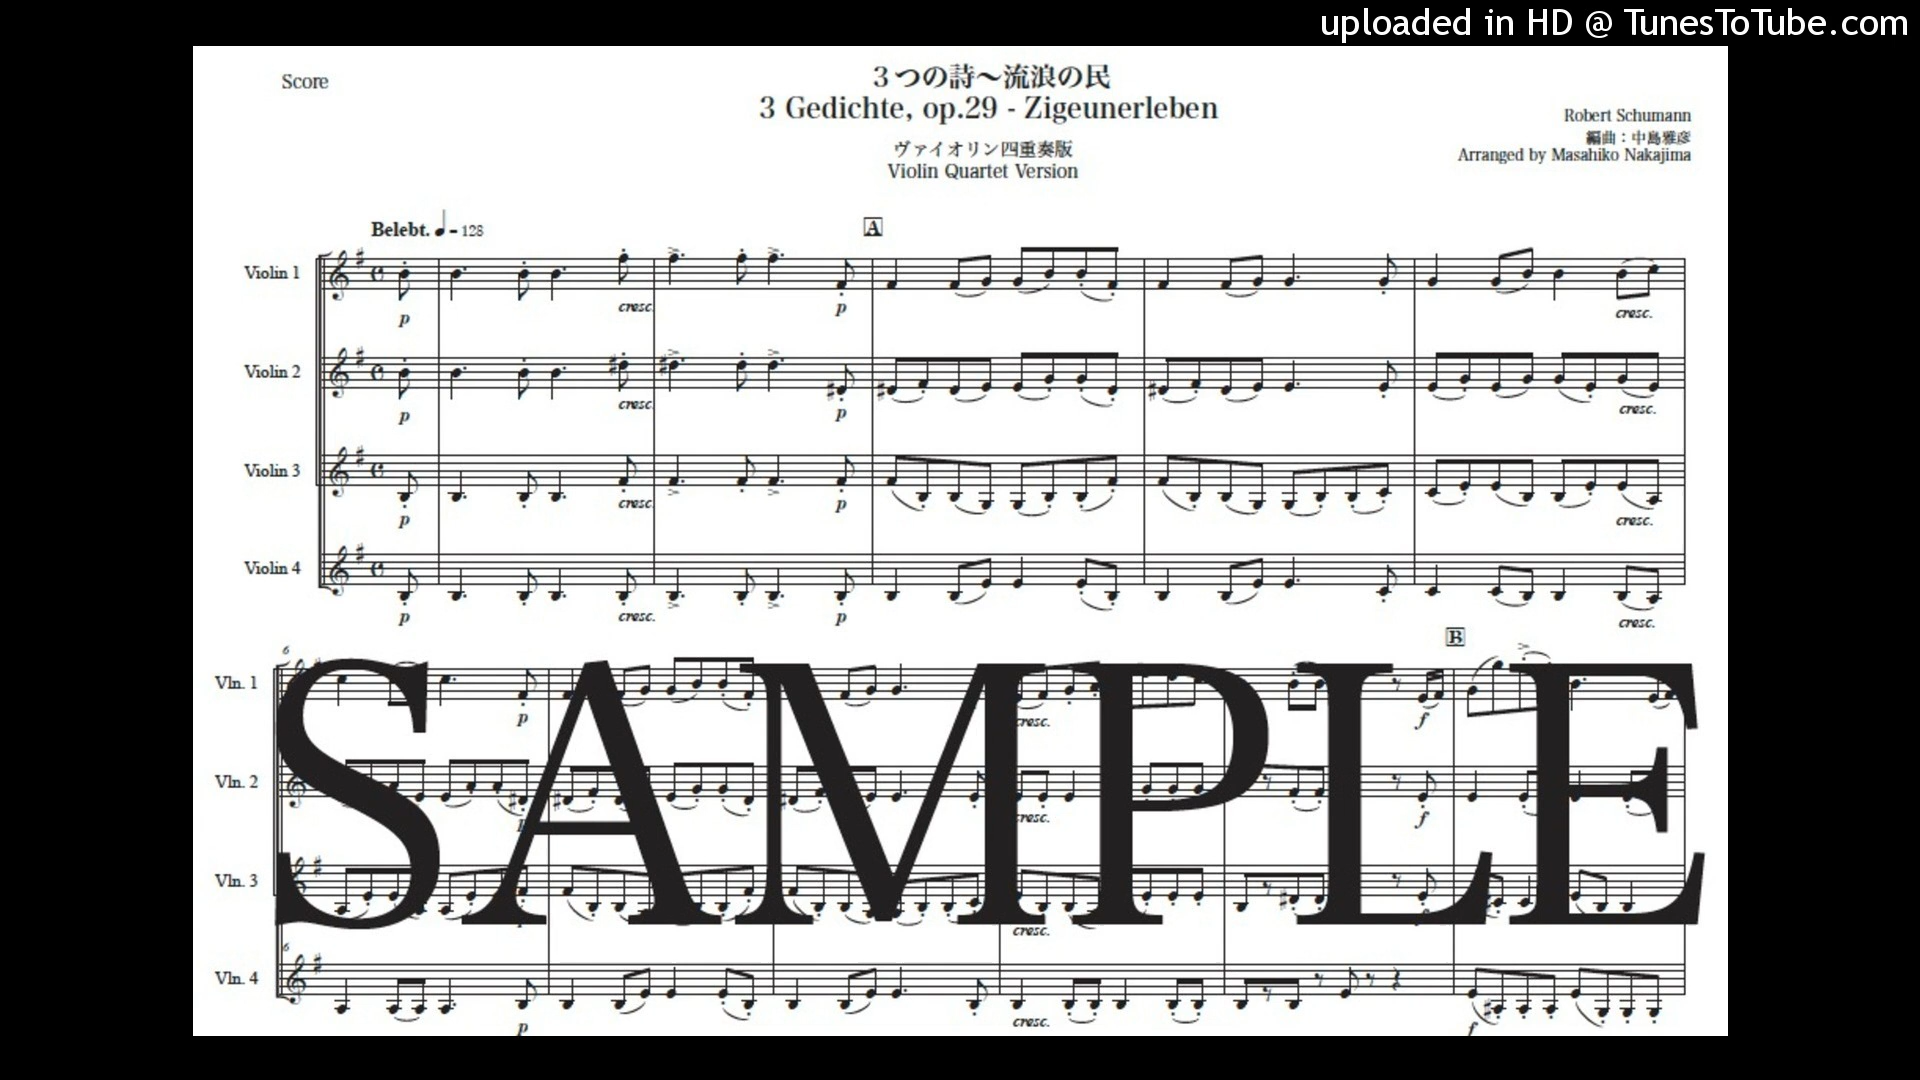 uploaded in HD @ TunesToTube.com
Score
3つの詩～流浪の民
3 Gedichte, op.29 - Zigeunerleben
ヴァイオリン四重奏版
Violin Quartet Version
Robert Schumann
編曲：中島雅彦
Arranged by Masahiko Nakajima
Belebt. ♩= 128
A
Violin 1
p
cresc.
p
cresc.
Violin 2
p
cresc.
p
cresc.
Violin 3
p
cresc.
p
cresc.
Violin 4
p
cresc.
p
cresc.
6
B
Vln. 1
p
cresc.
f
Vln. 2
p
cresc.
f
SAMPLE
Vln. 3
cresc.
6
Vln. 4
p
cresc.
f